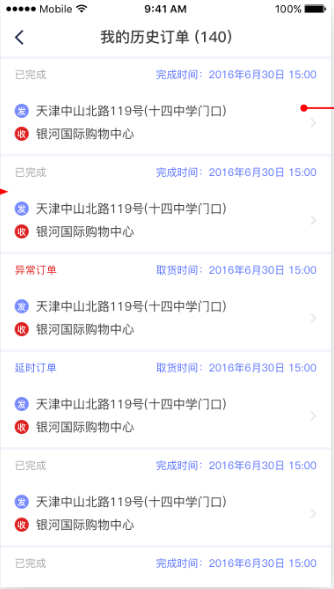 Mobile 9:41 AM 100%
我的历史订单 (140)
已完成 完成时间：2016年6月30日 15:00
发 天津中山北路119号(十四中学门口)
收 银河国际购物中心
已完成 完成时间：2016年6月30日 15:00
发 天津中山北路119号(十四中学门口)
收 银河国际购物中心
异常订单 取货时间：2016年6月30日 15:00
发 天津中山北路119号(十四中学门口)
收 银河国际购物中心
延时订单 取货时间：2016年6月30日 15:00
发 天津中山北路119号(十四中学门口)
收 银河国际购物中心
已完成 完成时间：2016年6月30日 15:00
发 天津中山北路119号(十四中学门口)
收 银河国际购物中心
已完成 完成时间：2016年6月30日 15:00